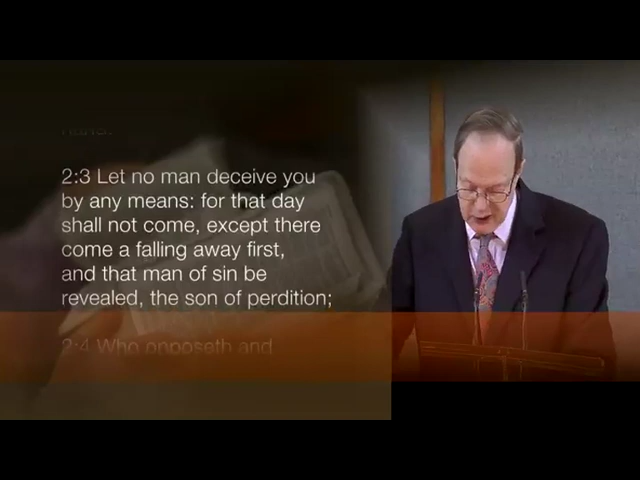 2:3 Let no man deceive you
by any means: for that day
shall not come, except there
come a falling away first,
and that man of sin be
revealed, the son of perdition;
2:4 Who opposeth and